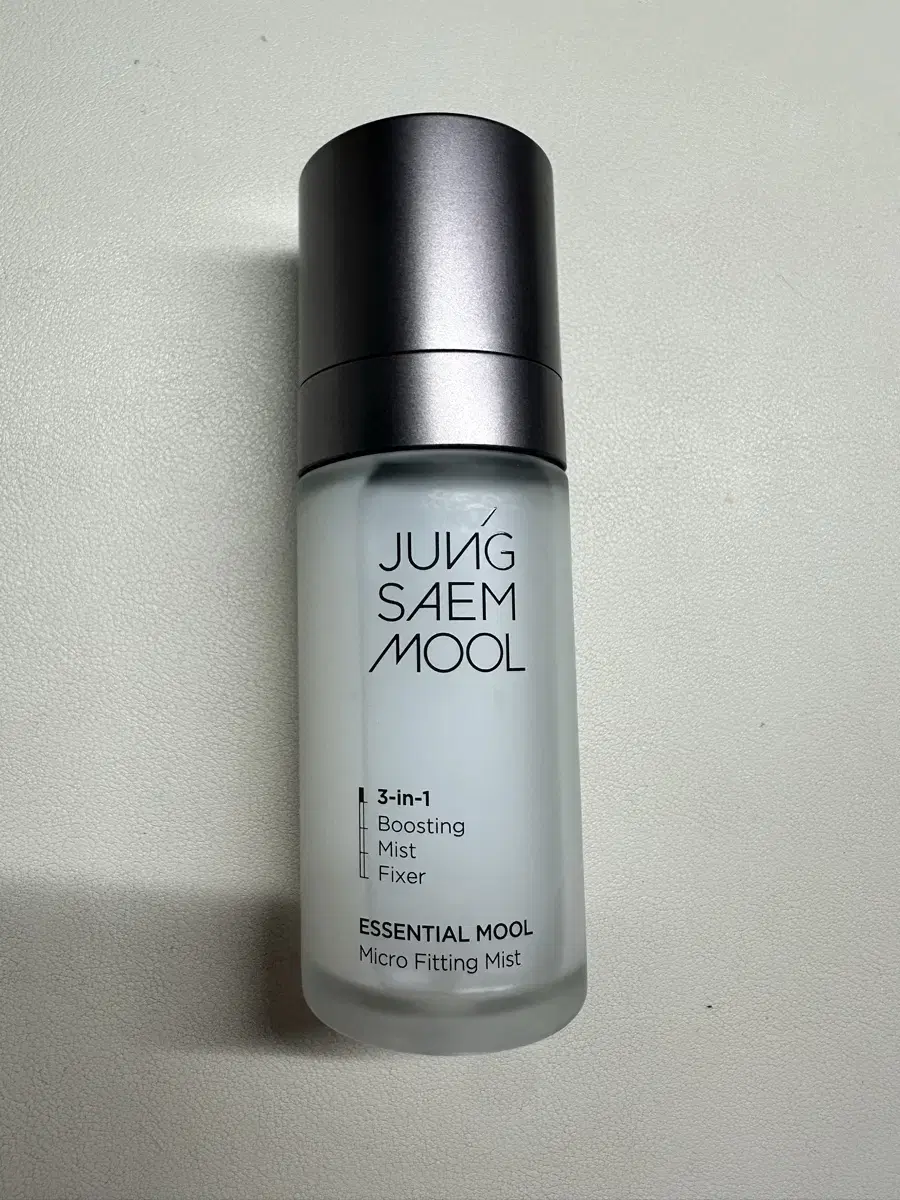 JUNG
SAEM
MOOL
3-in-1
Boosting
Mist
Fixer
ESSENTIAL MOOL
Micro Fitting Mist